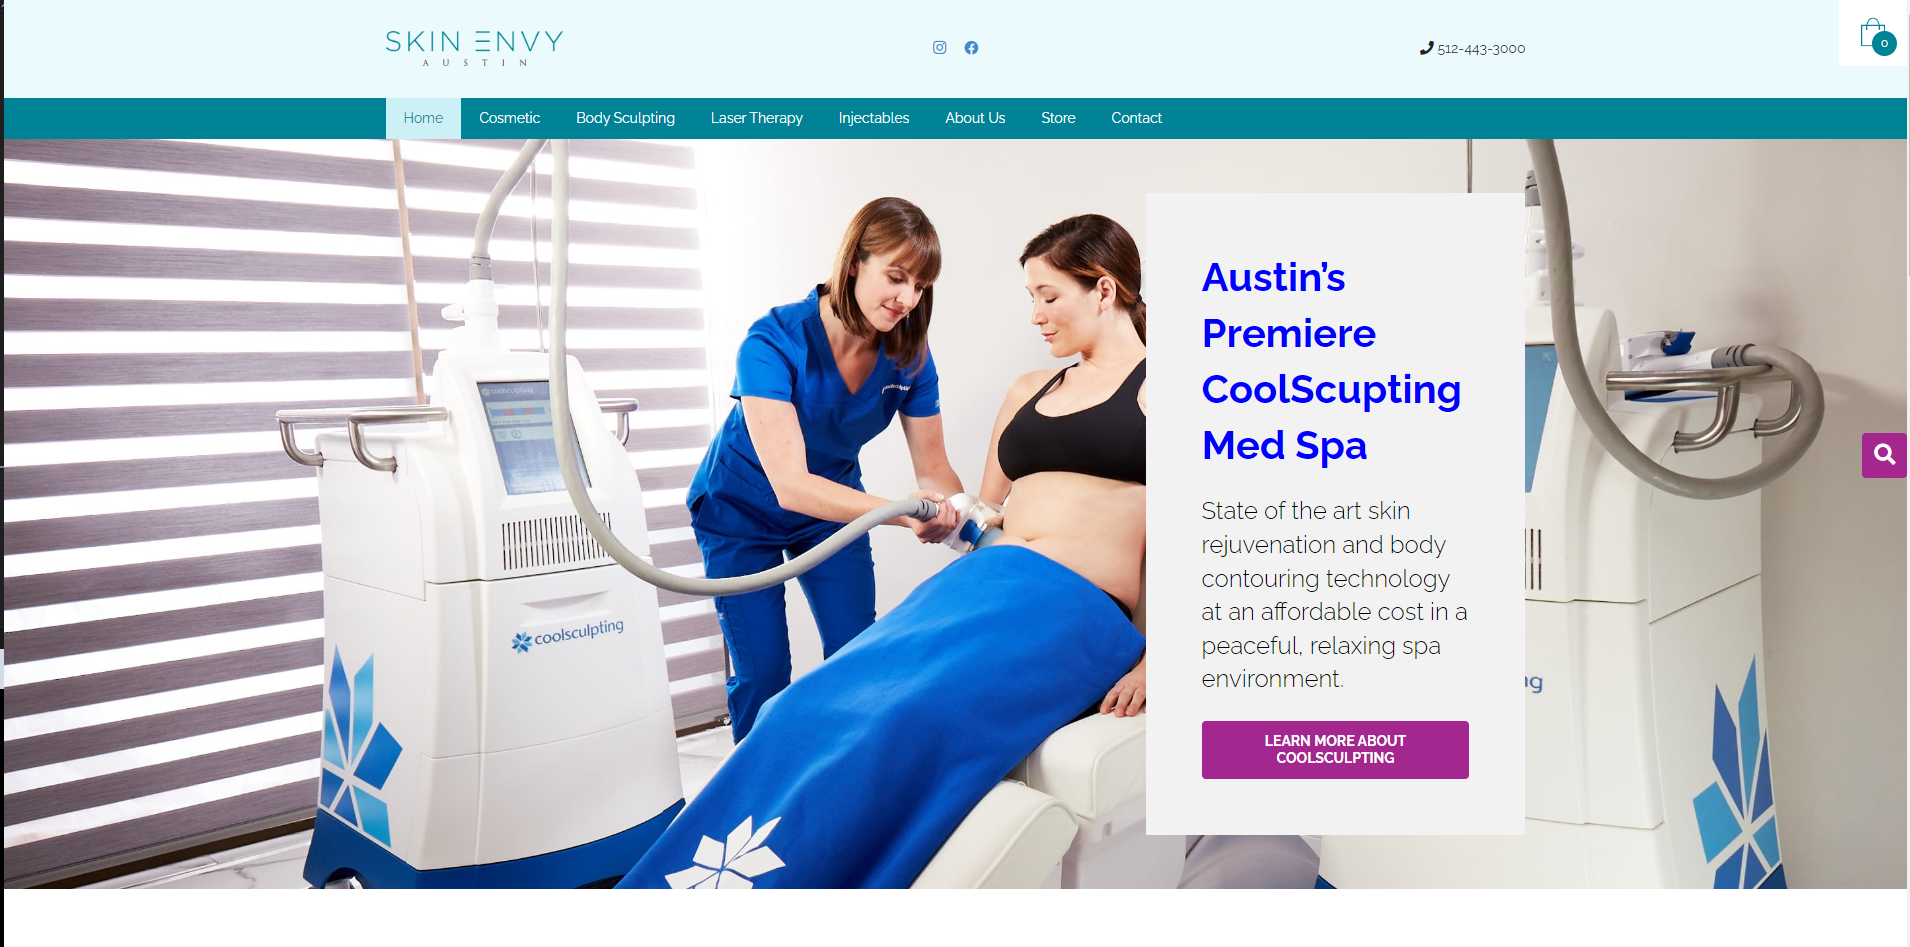 SKIN ENVY
AUSTIN
512-443-3000
0
Home
Cosmetic
Body Sculpting
Laser Therapy
Injectables
About Us
Store
Contact
coolsculpting
coolsculpting
Austin’s
Premiere
CoolScupting
Med Spa
State of the art skin
rejuvenation and body
contouring technology
at an affordable cost in a
peaceful, relaxing spa
environment.
LEARN MORE ABOUT
COOLSCULPTING
ng